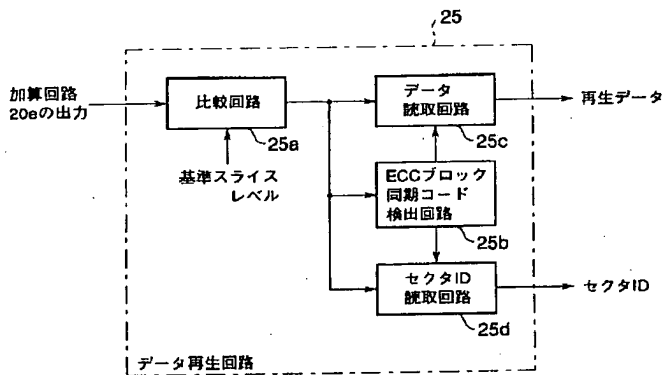 25
加算回路
20eの出力
比較回路
25a
基準スライス
レベル
データ
読取回路
25c
再生データ
ECCブロック
同期コード
検出回路
25b
セクタID
読取回路
25d
セクタID
データ再生回路